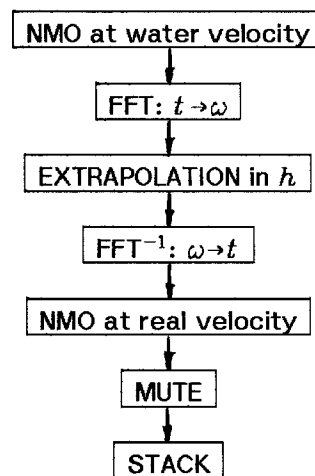 NMO at water velocity
FFT: t→ω
EXTRAPOLATION in h
FFT⁻¹: ω→t
NMO at real velocity
MUTE
STACK